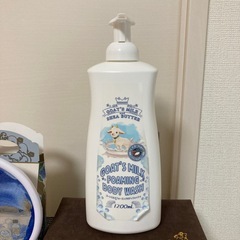 GOAT'S MILK
SHEA BUTTER
GOAT'S MILK
FOAMING
BODY WASH
1200ml